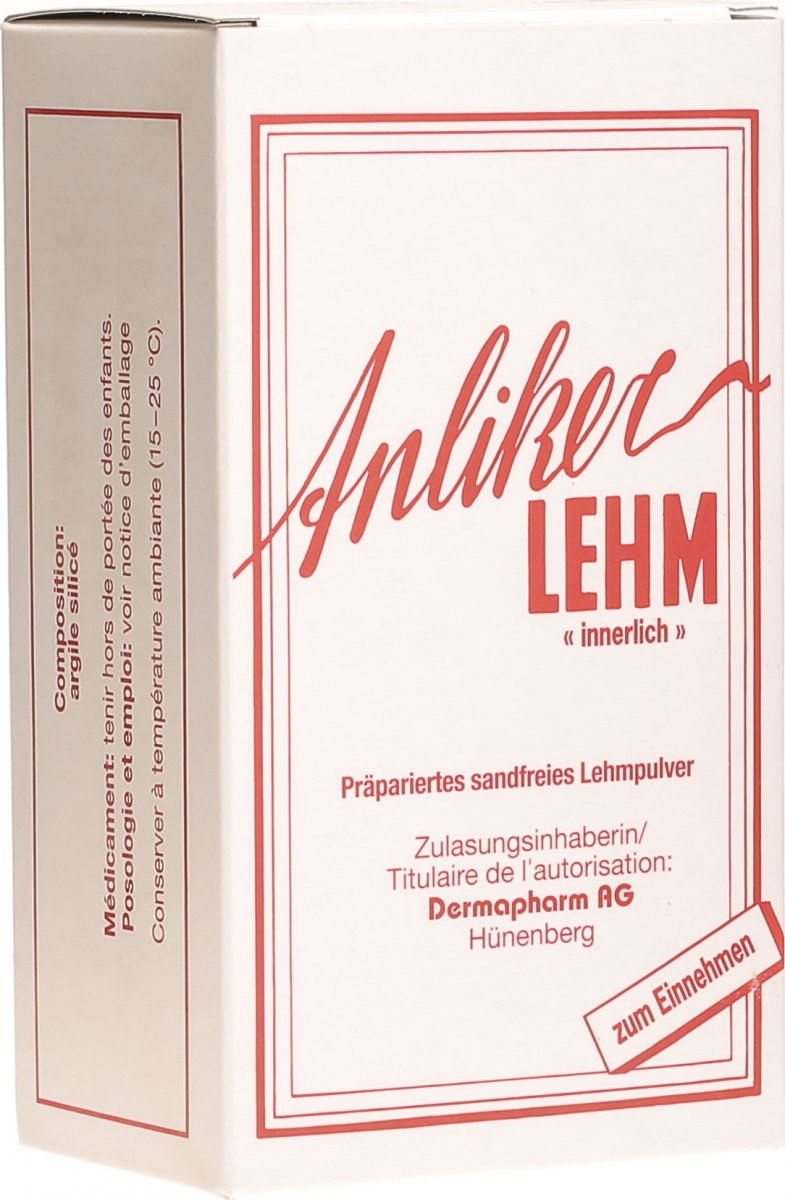 Anliker
LEHM
« innerlich »
Präpariertes sandfreies Lehmpulver
Zulasungsinhaberin/
Titulaire de l'autorisation:
Dermapharm AG
Hünenberg
zum Einnehmen
Composition:
argile silicé
Médicament: tenir hors de portée des enfants.
Posologie et emploi: voir notice d'emballage
Conserver à température ambiante (15–25 °C).